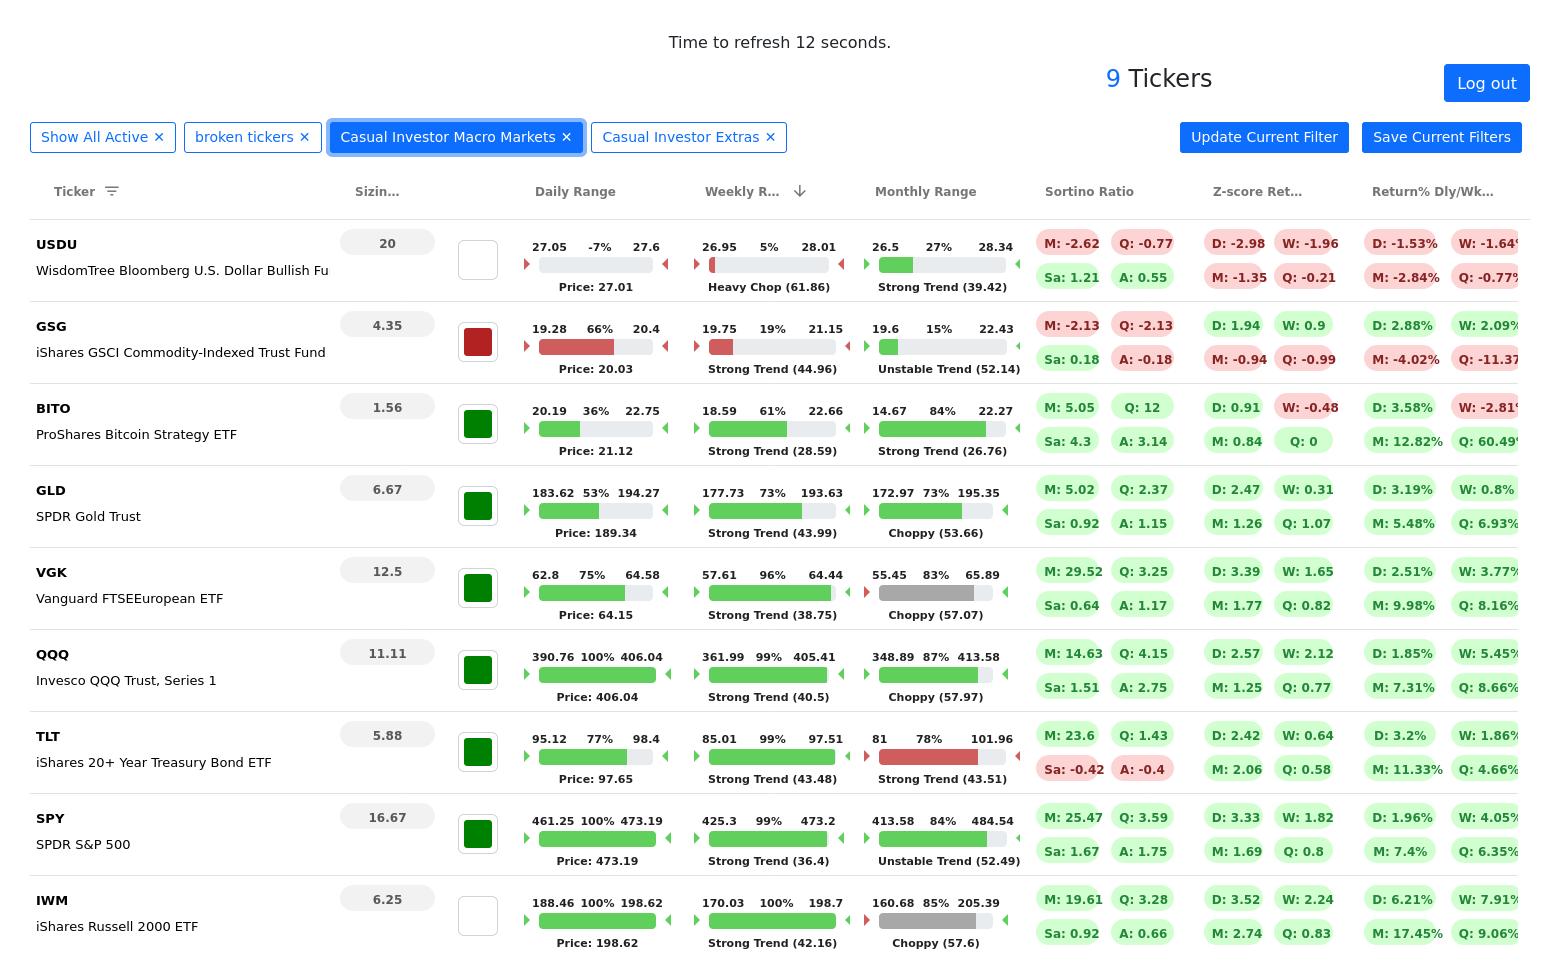 Time to refresh 12 seconds.
9 Tickers
Log out
Show All Active ✕ broken tickers ✕ Casual Investor Macro Markets ✕ Casual Investor Extras ✕ Update Current Filter Save Current Filters
Ticker Sizin… Daily Range Weekly R… Monthly Range Sortino Ratio Z-score Ret… Return% Dly/Wk…
USDU 20 27.05 -7% 27.6 26.95 5% 28.01 26.5 27% 28.34 M: -2.62 Q: -0.77 D: -2.98 W: -1.96 D: -1.53% W: -1.64%
WisdomTree Bloomberg U.S. Dollar Bullish Fu Price: 27.01 Heavy Chop (61.86) Strong Trend (39.42) Sa: 1.21 A: 0.55 M: -1.35 Q: -0.21 M: -2.84% Q: -0.77%
GSG 4.35 19.28 66% 20.4 19.75 19% 21.15 19.6 15% 22.43 M: -2.13 Q: -2.13 D: 1.94 W: 0.9 D: 2.88% W: 2.09%
iShares GSCI Commodity-Indexed Trust Fund Price: 20.03 Strong Trend (44.96) Unstable Trend (52.14) Sa: 0.18 A: -0.18 M: -0.94 Q: -0.99 M: -4.02% Q: -11.37
BITO 1.56 20.19 36% 22.75 18.59 61% 22.66 14.67 84% 22.27 M: 5.05 Q: 12 D: 0.91 W: -0.48 D: 3.58% W: -2.81%
ProShares Bitcoin Strategy ETF Price: 21.12 Strong Trend (28.59) Strong Trend (26.76) Sa: 4.3 A: 3.14 M: 0.84 Q: 0 M: 12.82% Q: 60.49%
GLD 6.67 183.62 53% 194.27 177.73 73% 193.63 172.97 73% 195.35 M: 5.02 Q: 2.37 D: 2.47 W: 0.31 D: 3.19% W: 0.8%
SPDR Gold Trust Price: 189.34 Strong Trend (43.99) Choppy (53.66) Sa: 0.92 A: 1.15 M: 1.26 Q: 1.07 M: 5.48% Q: 6.93%
VGK 12.5 62.8 75% 64.58 57.61 96% 64.44 55.45 83% 65.89 M: 29.52 Q: 3.25 D: 3.39 W: 1.65 D: 2.51% W: 3.77%
Vanguard FTSEEuropean ETF Price: 64.15 Strong Trend (38.75) Choppy (57.07) Sa: 0.64 A: 1.17 M: 1.77 Q: 0.82 M: 9.98% Q: 8.16%
QQQ 11.11 390.76 100% 406.04 361.99 99% 405.41 348.89 87% 413.58 M: 14.63 Q: 4.15 D: 2.57 W: 2.12 D: 1.85% W: 5.45%
Invesco QQQ Trust, Series 1 Price: 406.04 Strong Trend (40.5) Choppy (57.97) Sa: 1.51 A: 2.75 M: 1.25 Q: 0.77 M: 7.31% Q: 8.66%
TLT 5.88 95.12 77% 98.4 85.01 99% 97.51 81 78% 101.96 M: 23.6 Q: 1.43 D: 2.42 W: 0.64 D: 3.2% W: 1.86%
iShares 20+ Year Treasury Bond ETF Price: 97.65 Strong Trend (43.48) Strong Trend (43.51) Sa: -0.42 A: -0.4 M: 2.06 Q: 0.58 M: 11.33% Q: 4.66%
SPY 16.67 461.25 100% 473.19 425.3 99% 473.2 413.58 84% 484.54 M: 25.47 Q: 3.59 D: 3.33 W: 1.82 D: 1.96% W: 4.05%
SPDR S&P 500 Price: 473.19 Strong Trend (36.4) Unstable Trend (52.49) Sa: 1.67 A: 1.75 M: 1.69 Q: 0.8 M: 7.4% Q: 6.35%
IWM 6.25 188.46 100% 198.62 170.03 100% 198.7 160.68 85% 205.39 M: 19.61 Q: 3.28 D: 3.52 W: 2.24 D: 6.21% W: 7.91%
iShares Russell 2000 ETF Price: 198.62 Strong Trend (42.16) Choppy (57.6) Sa: 0.92 A: 0.66 M: 2.74 Q: 0.83 M: 17.45% Q: 9.06%